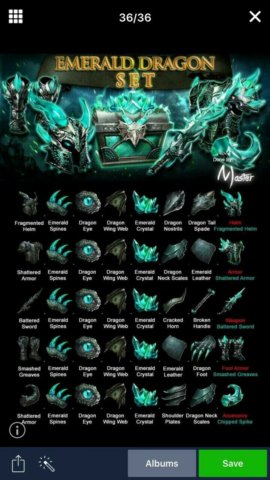 36/36
EMERALD DRAGON
SET
Done by:
Master
Fragmented Helm Emerald Spines Dragon Eye Dragon Wing Web Emerald Crystal Dragon Nostrils Dragon Tail Spade Helm Fragmented Helm
Shattered Armor Emerald Spines Dragon Eye Dragon Wing Web Emerald Crystal Dragon Neck Scales Emerald Leather Armor Shattered Armor
Battered Sword Emerald Spines Dragon Eye Dragon Wing Web Emerald Crystal Cracked Horn Broken Handle Weapon Battered Sword
Smashed Greaves Emerald Spines Dragon Eye Dragon Wing Web Emerald Crystal Emerald Leather Dragon Foot Foot Armor Smashed Greaves
Shattered Armor Emerald Spines Dragon Eye Dragon Wing Web Emerald Crystal Shoulder Plates Dragon Neck Scales Accessory Chipped Spike
Albums
Save